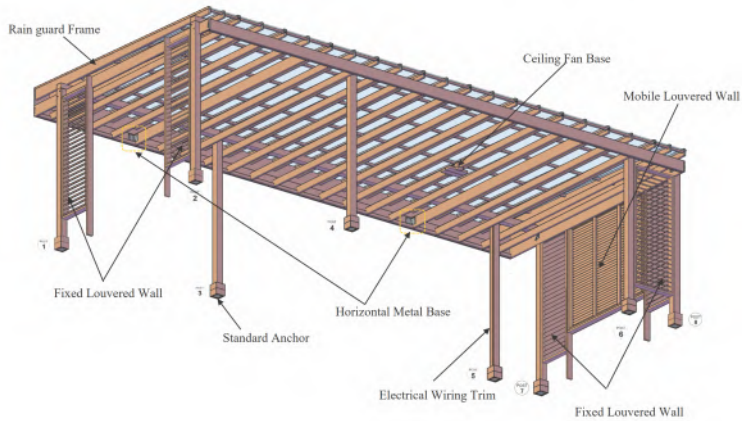 Rain guard Frame
Ceiling Fan Base
Mobile Louvered Wall
2
1
4
Fixed Louvered Wall
3
Horizontal Metal Base
6
8
Standard Anchor
5
7
Electrical Wiring Trim
Fixed Louvered Wall